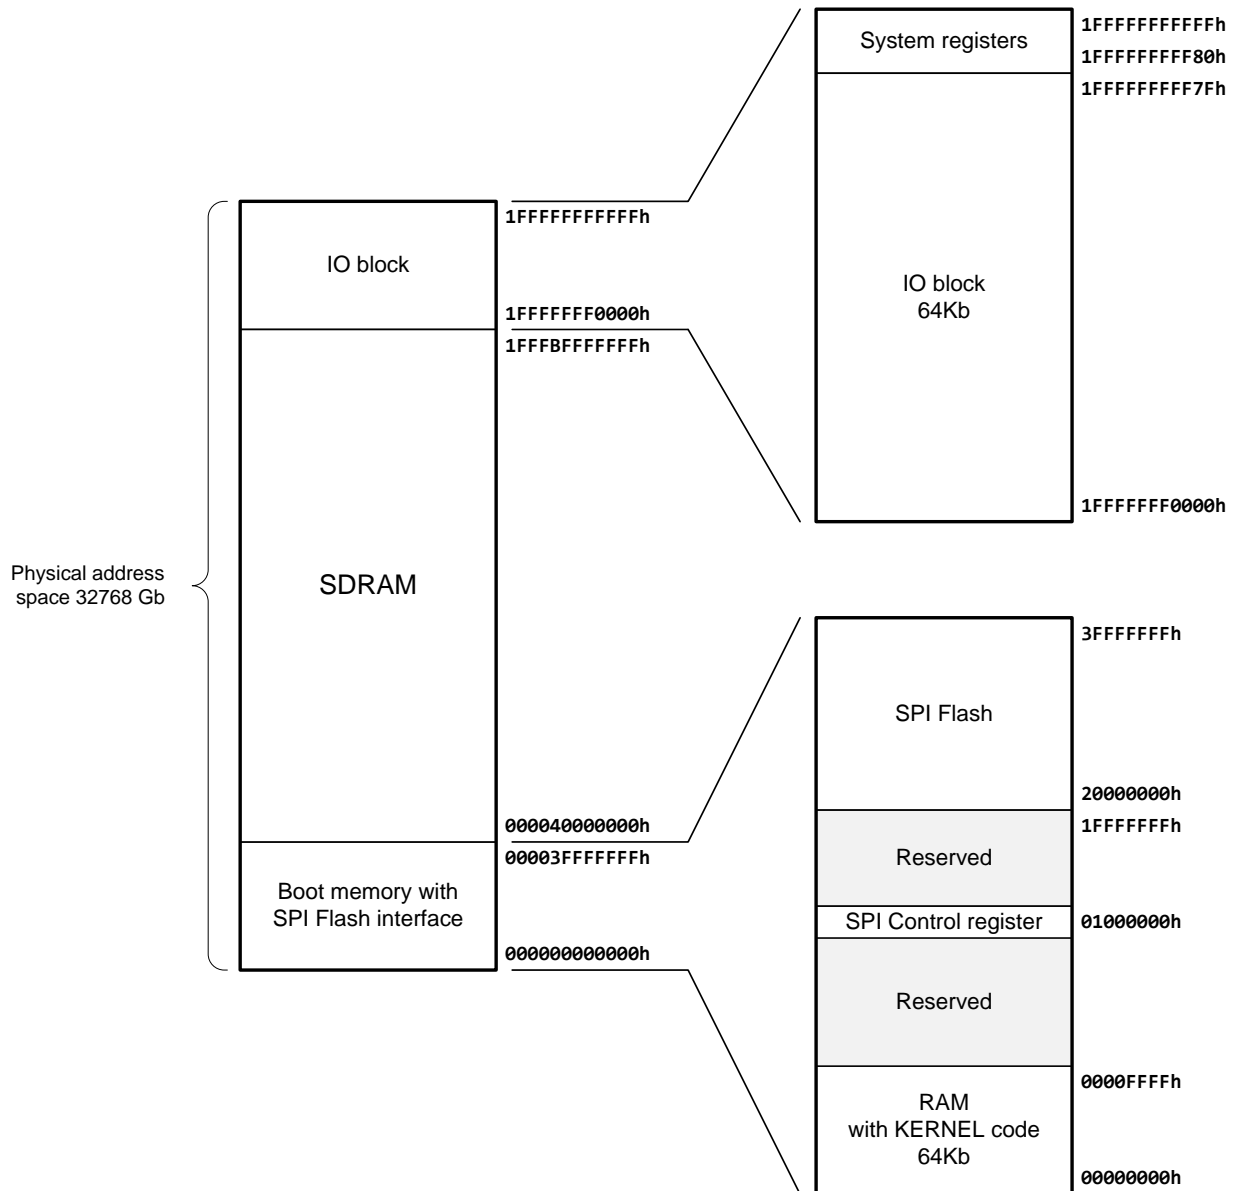 System registers
1FFFFFFFFFFFh
1FFFFFFFFF80h
1FFFFFFFFF7Fh
IO block
64Kb
1FFFFFFF0000h
IO block
1FFFFFFFFFFFh
1FFFFFFF0000h
1FFFBFFFFFFFh
Physical address
space 32768 Gb
SDRAM
000040000000h
00003FFFFFFFh
Boot memory with
SPI Flash interface
000000000000h
3FFFFFFFh
SPI Flash
20000000h
1FFFFFFFh
Reserved
SPI Control register
01000000h
Reserved
0000FFFFh
RAM
with KERNEL code
64Kb
00000000h